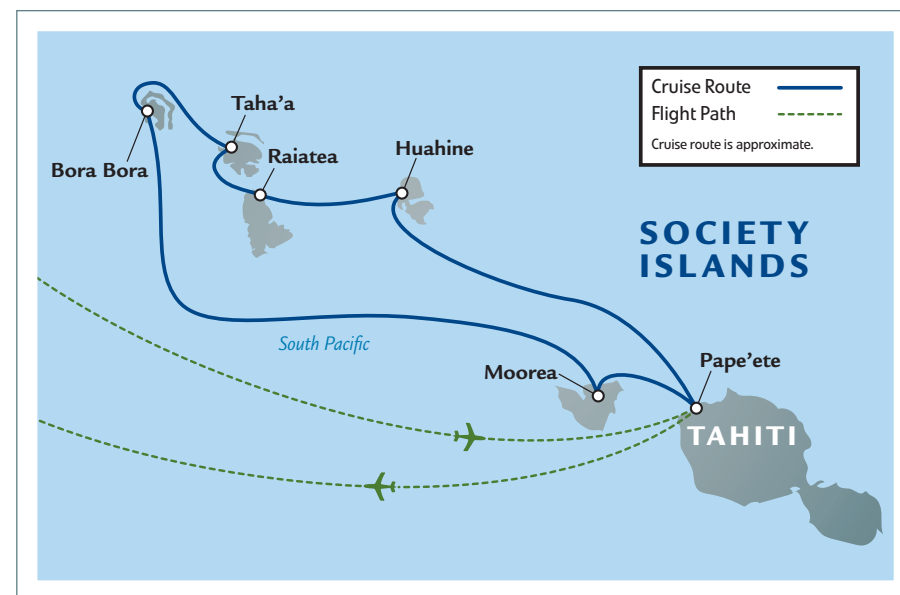 Cruise Route
Flight Path
Cruise route is approximate.
Taha’a
Bora Bora
Raiatea
Huahine
SOCIETY
ISLANDS
South Pacific
Moorea
Pape’ete
TAHITI